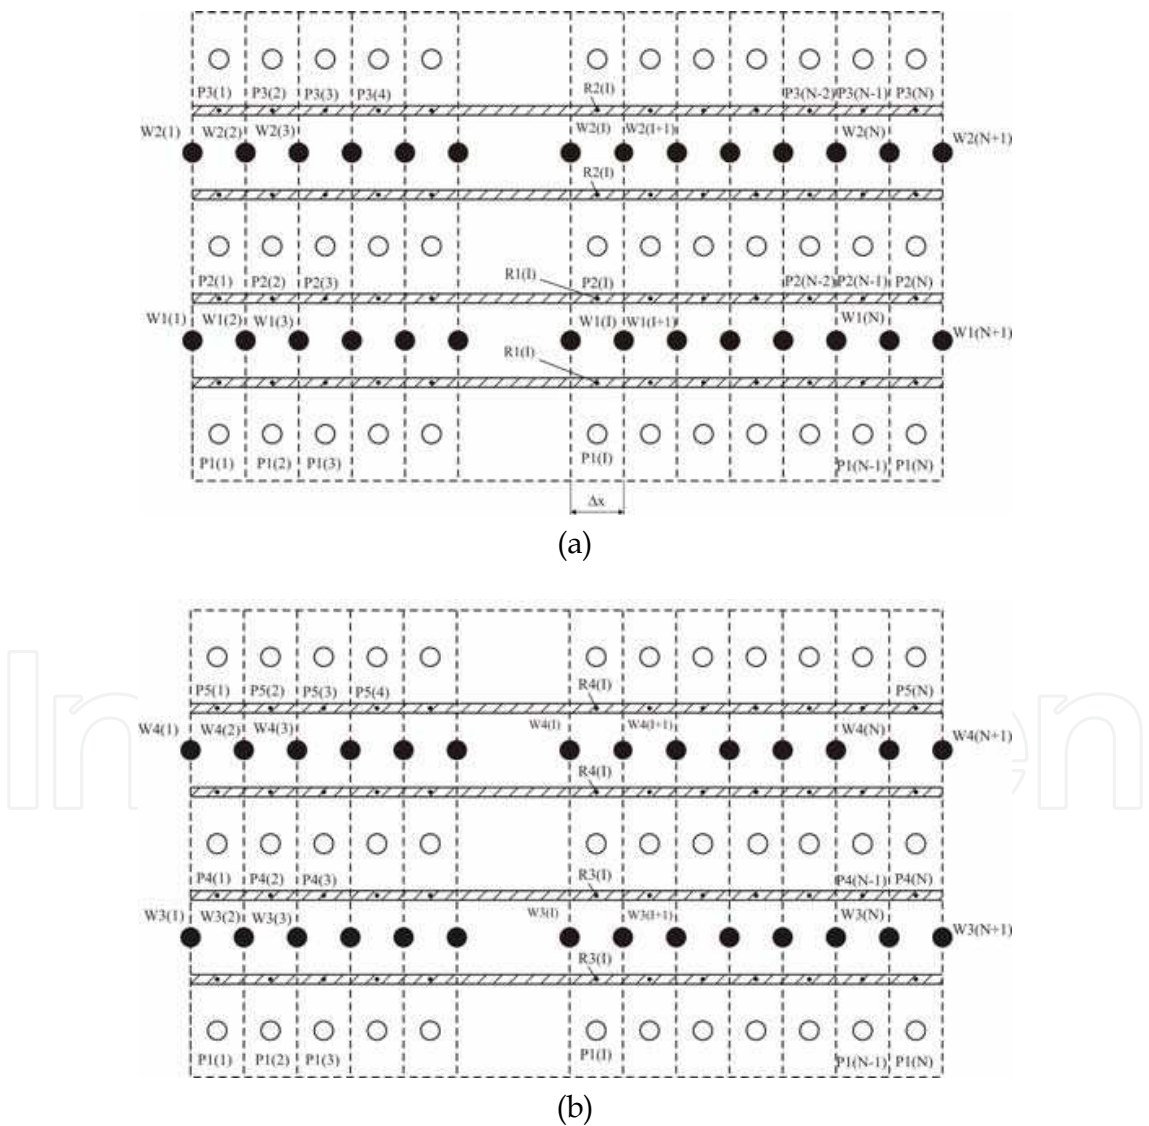 P3(1) P3(2) P3(3) P3(4) R2(I) P3(N-2) P3(N-1) P3(N)
W2(1) W2(2) W2(3) W2(I) W2(I+1) W2(N) W2(N+1)
R2(I)
P2(1) P2(2) P2(3) R1(I) P2(I) P2(N-2) P2(N-1) P2(N)
W1(1) W1(2) W1(3) W1(I) W1(I+1) W1(N) W1(N+1)
R1(I)
P1(1) P1(2) P1(3) P1(I) P1(N-1) P1(N)
Δx
(a)
P5(1) P5(2) P5(3) P5(4) R4(I) P5(N)
W4(1) W4(2) W4(3) W4(I) W4(I+1) W4(N) W4(N+1)
R4(I)
P4(1) P4(2) P4(3) R3(I) P4(N-1) P4(N)
W3(1) W3(2) W3(3) W3(I) W3(I+1) W3(N) W3(N+1)
R3(I)
P1(1) P1(2) P1(3) P1(I) P1(N-1) P1(N)
(b)